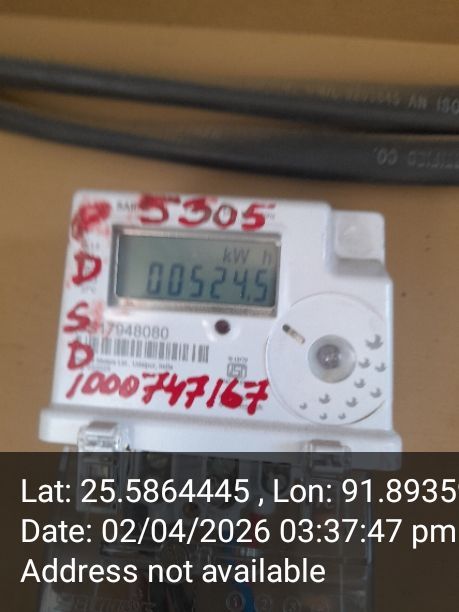 5305
P
D
S
D
kW h
00524.5
17948080
1000747167
Lat: 25.5864445 , Lon: 91.8935
Date: 02/04/2026 03:37:47 pm
Address not available